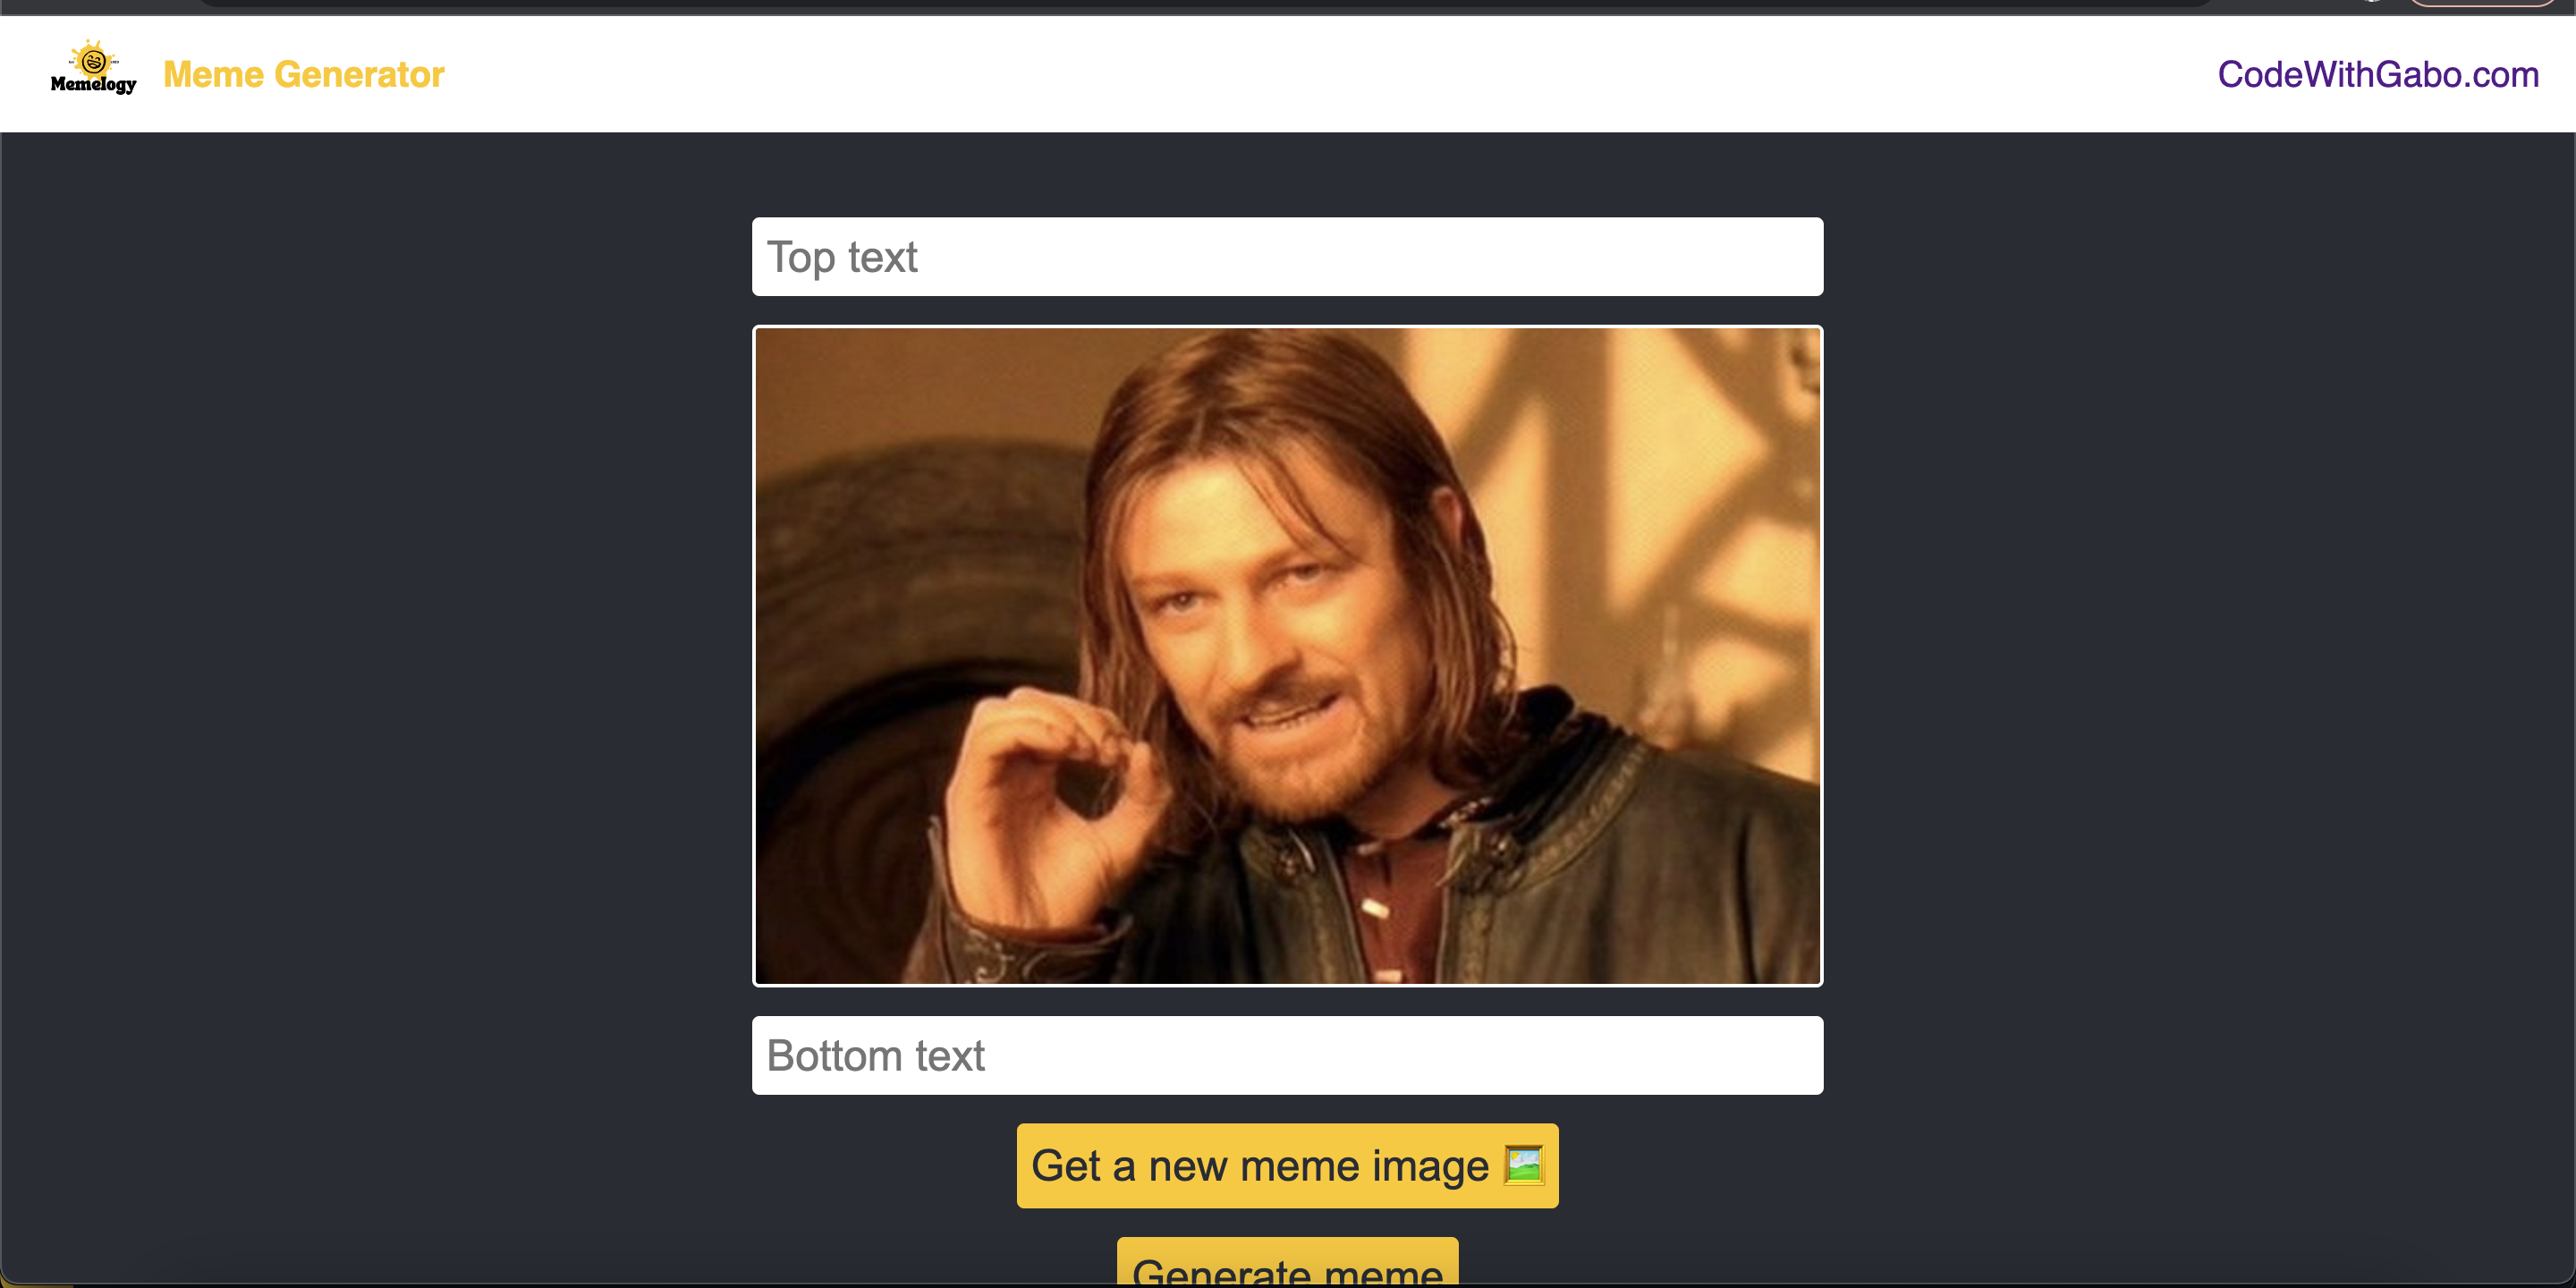 Memelogy
Meme Generator
CodeWithGabo.com
Top text
Bottom text
Get a new meme image
Generate meme